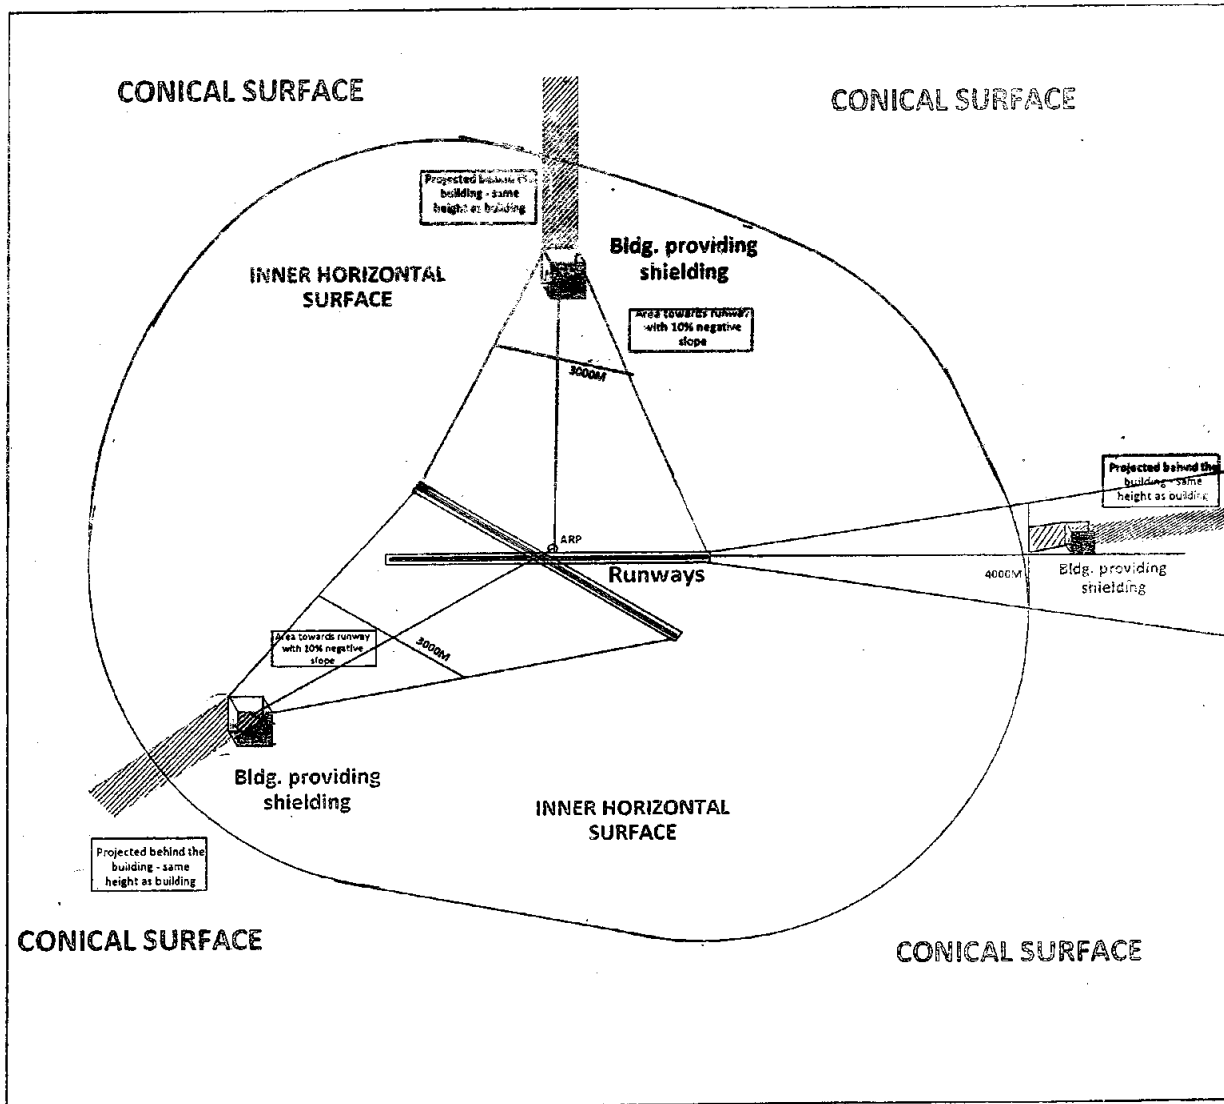 CONICAL SURFACE
CONICAL SURFACE
Projected behind the
building - same
height as building
Bldg. providing
shielding
INNER HORIZONTAL
SURFACE
Area towards runway
with 10% negative
slope
3000M
Projected behind the
building - same
height as building
ARP
Runways
4000M
Bldg. providing
shielding
Area towards runway
with 10% negative
slope
3000M
Bldg. providing
shielding
INNER HORIZONTAL
SURFACE
Projected behind the
building - same
height as building
CONICAL SURFACE
CONICAL SURFACE